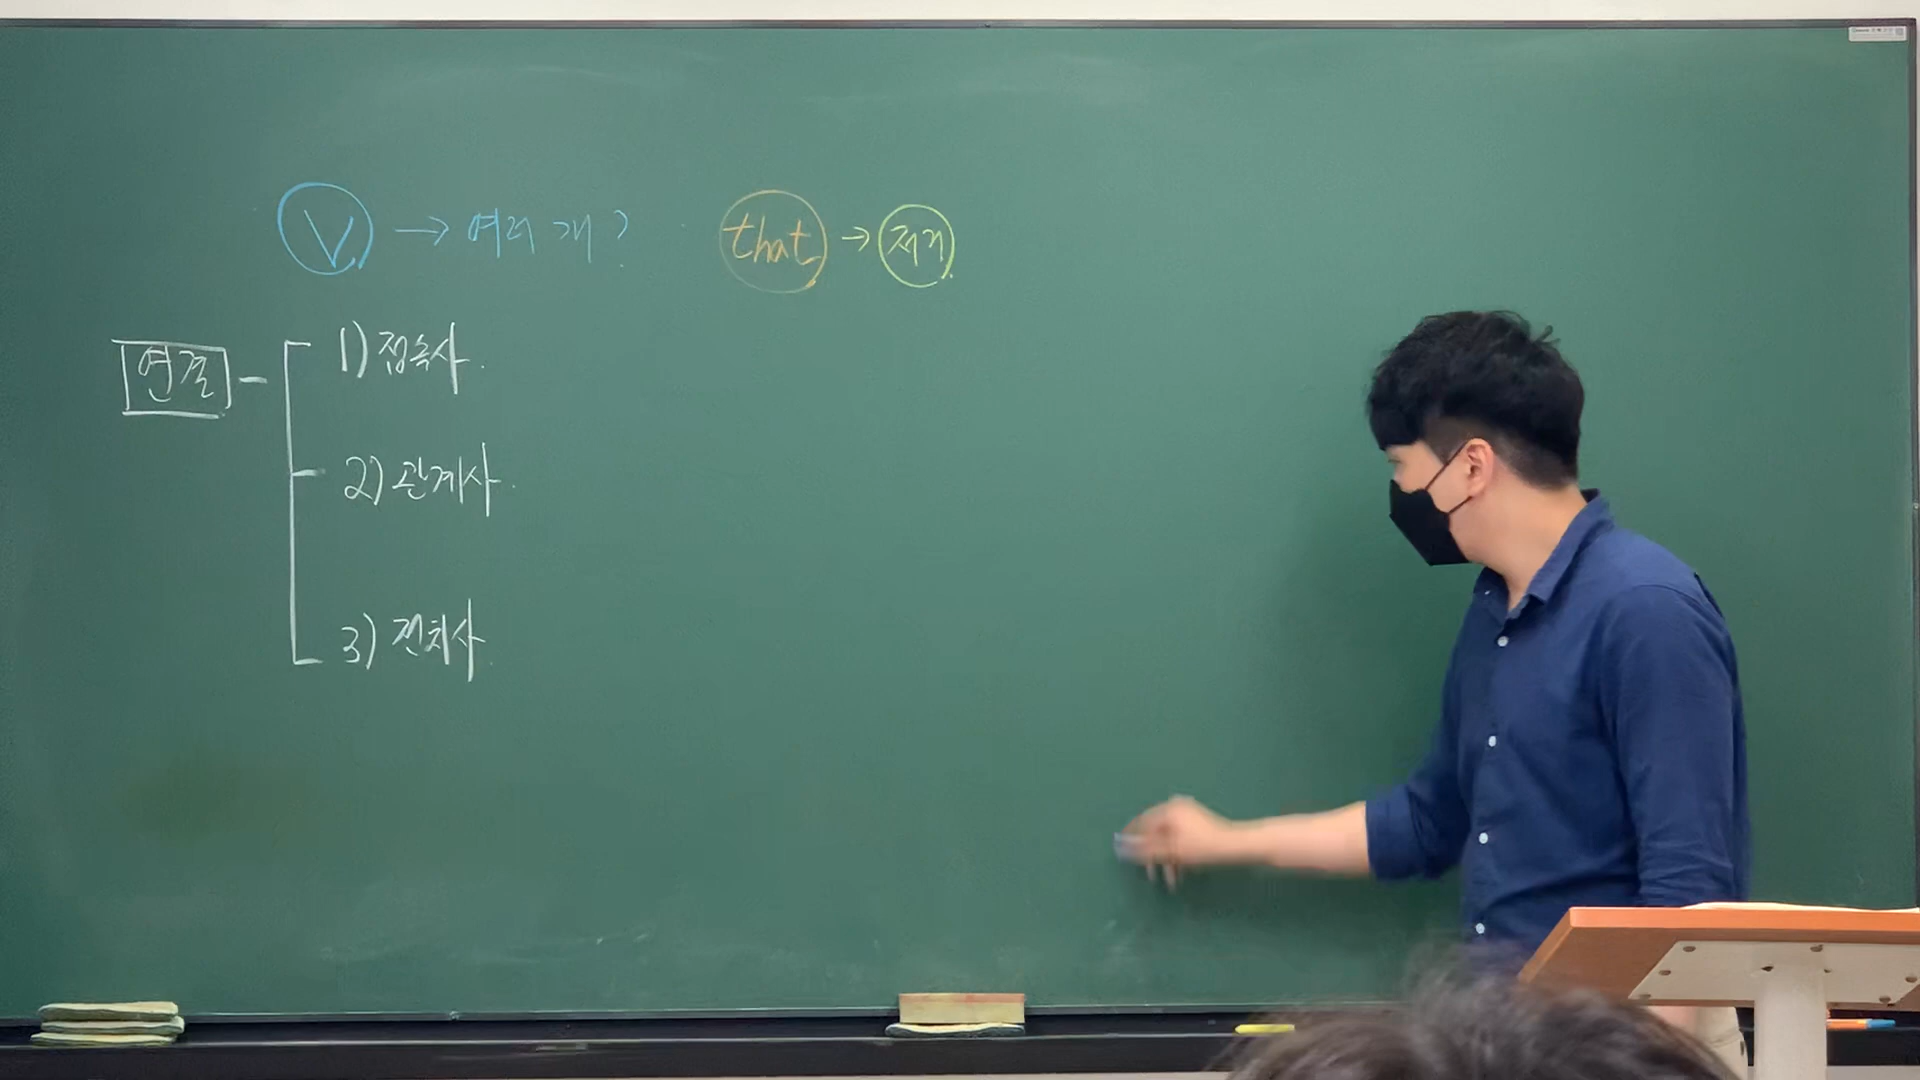 V. → 여러 개? that. → 제거.
연결 - 1) 접속사.
2) 관계사.
3) 전치사.